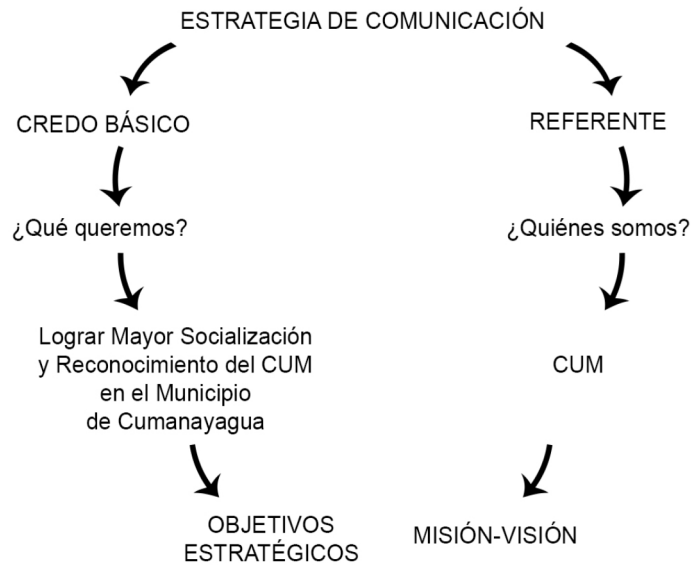 ESTRATEGIA DE COMUNICACIÓN
CREDO BÁSICO
REFERENTE
¿Qué queremos?
¿Quiénes somos?
Lograr Mayor Socialización
y Reconocimiento del CUM
en el Municipio
de Cumanayagua
CUM
OBJETIVOS
ESTRATÉGICOS
MISIÓN-VISIÓN